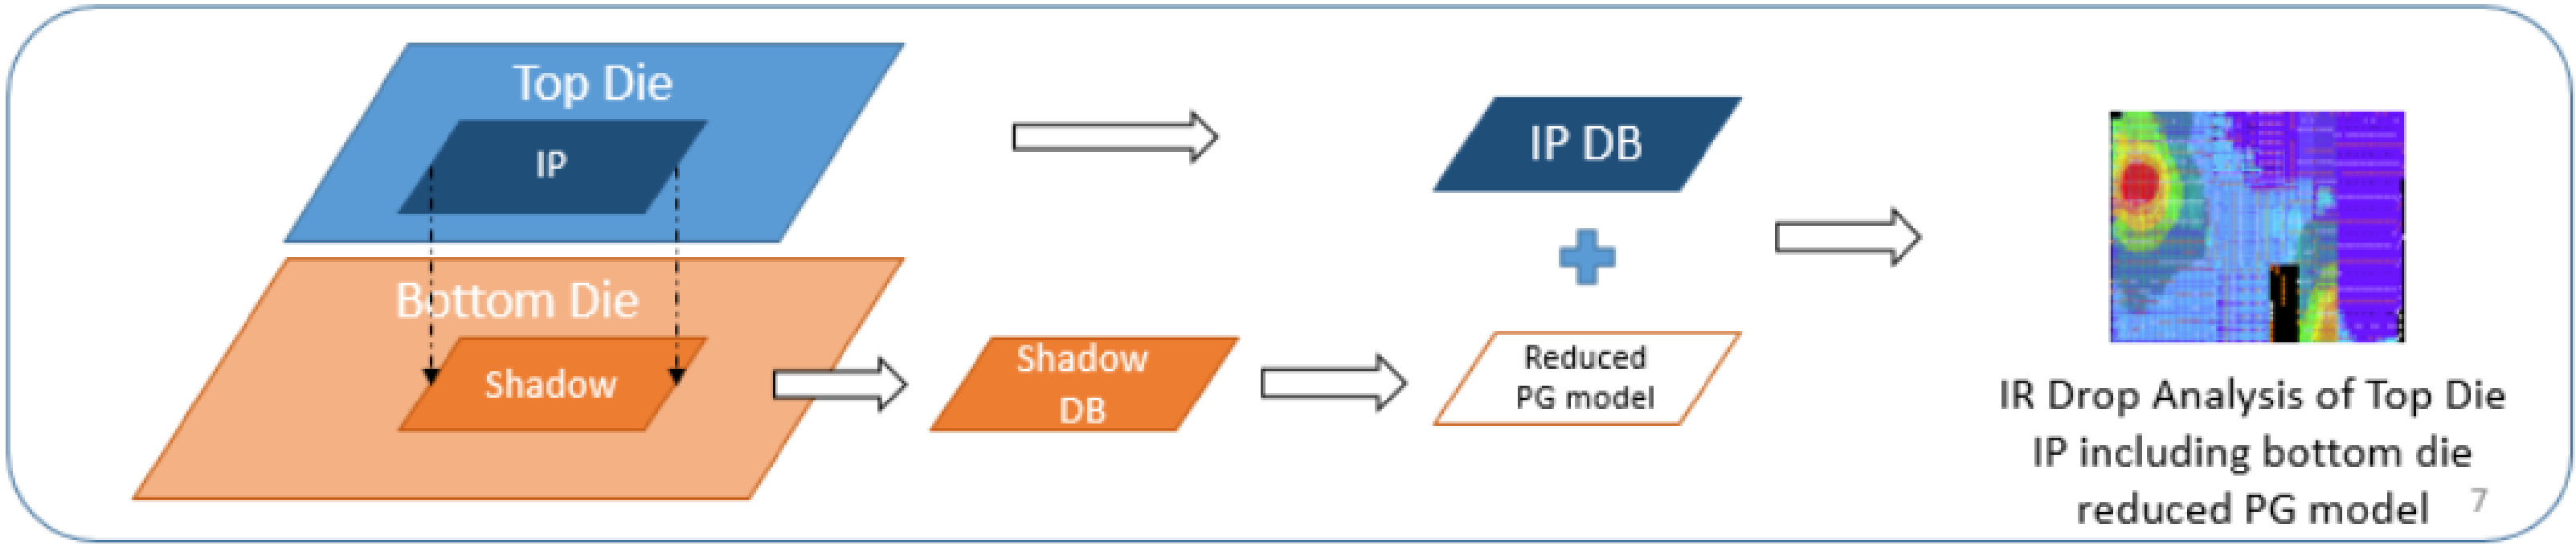 Top Die
IP
Bottom Die
Shadow
Shadow
DB
IP DB
Reduced
PG model
IR Drop Analysis of Top Die
IP including bottom die
reduced PG model
7